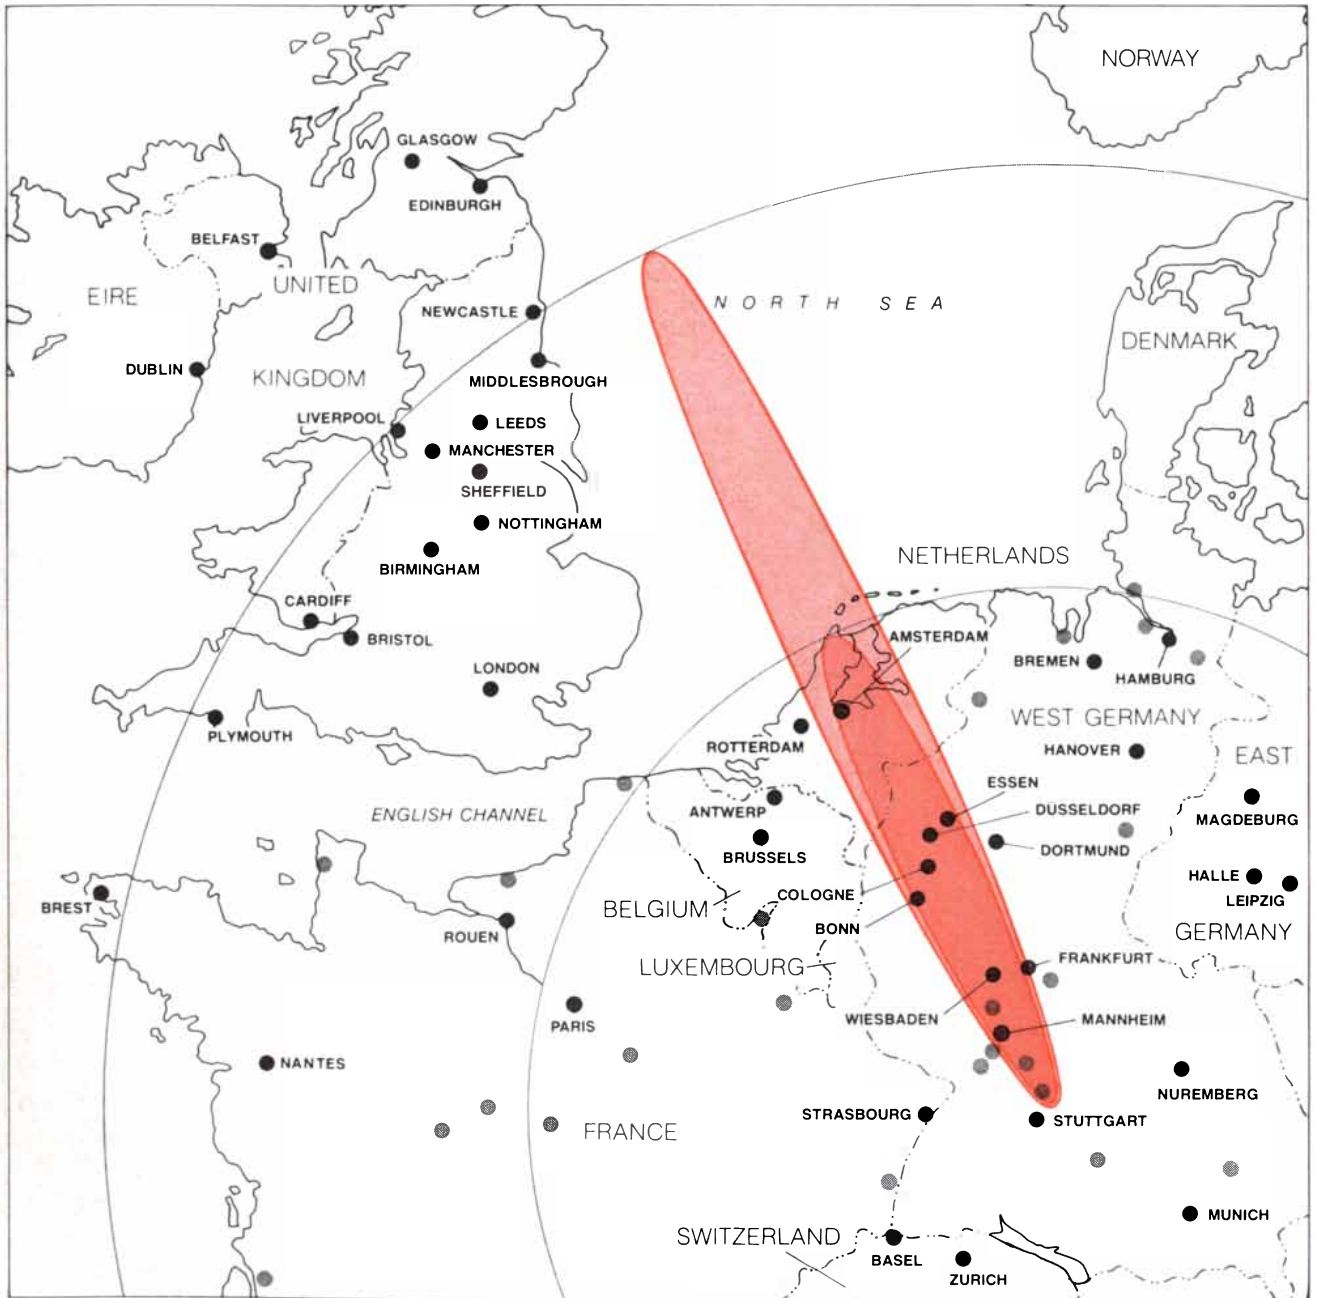 NORWAY
GLASGOW
EDINBURGH
BELFAST
UNITED
EIRE
NORTH SEA
NEWCASTLE
DENMARK
DUBLIN
KINGDOM
MIDDLESBROUGH
LIVERPOOL
LEEDS
MANCHESTER
SHEFFIELD
NOTTINGHAM
NETHERLANDS
BIRMINGHAM
CARDIFF
BRISTOL
AMSTERDAM
BREMEN
LONDON
HAMBURG
WEST GERMANY
PLYMOUTH
ROTTERDAM
HANOVER
EAST
ESSEN
ENGLISH CHANNEL
ANTWERP
DÜSSELDORF
MAGDEBURG
BRUSSELS
DORTMUND
HALLE
COLOGNE
LEIPZIG
BREST
BELGIUM
BONN
ROUEN
GERMANY
FRANKFURT
LUXEMBOURG
WIESBADEN
MANNHEIM
PARIS
NANTES
NUREMBERG
STRASBOURG
STUTTGART
FRANCE
MUNICH
SWITZERLAND
BASEL
ZURICH